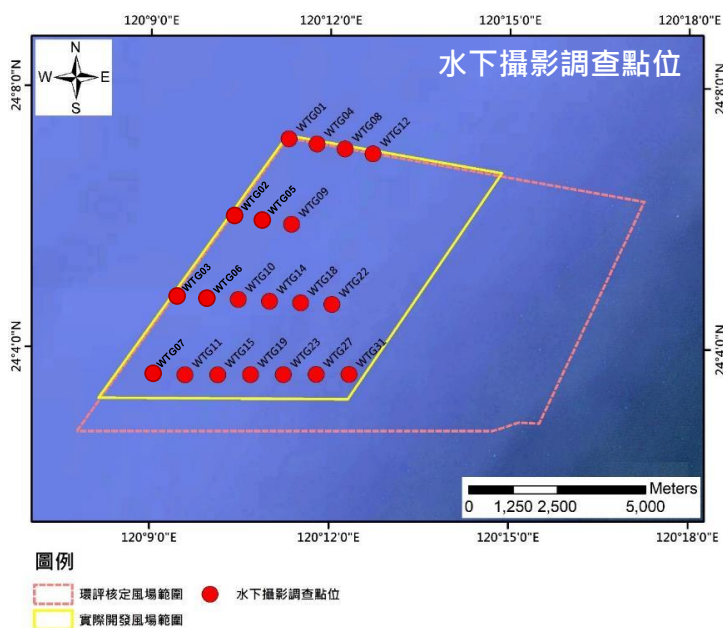 120°9'0"E 120°12'0"E 120°15'0"E 120°18'0"E
水下攝影調查點位
N
W E
S
24°8'0"N 24°8'0"N
WTG01 WTG04 WTG08 WTG12
WTG02 WTG05 WTG09
WTG03 WTG06 WTG10 WTG14 WTG18 WTG22
24°4'0"N 24°4'0"N
WTG07 WTG11 WTG15 WTG19 WTG23 WTG27 WTG31
Meters
0 1,250 2,500 5,000
120°9'0"E 120°12'0"E 120°15'0"E 120°18'0"E
圖例
環評核定風場範圍 水下攝影調查點位
實際開發風場範圍